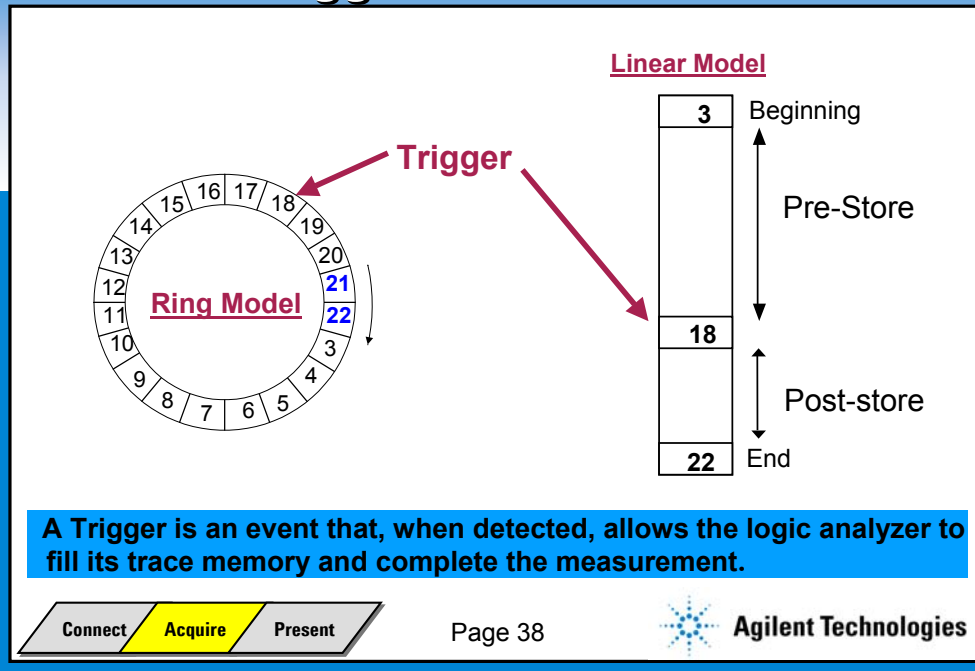 Linear Model
3 Beginning
Trigger
Pre-Store
16 17 18 19 20 21 22 3 4 5 6 7 8 9 10 11 12 13 14 15
Ring Model
18
Post-store
22 End
A Trigger is an event that, when detected, allows the logic analyzer to
fill its trace memory and complete the measurement.
Connect Acquire Present
Page 38
Agilent Technologies